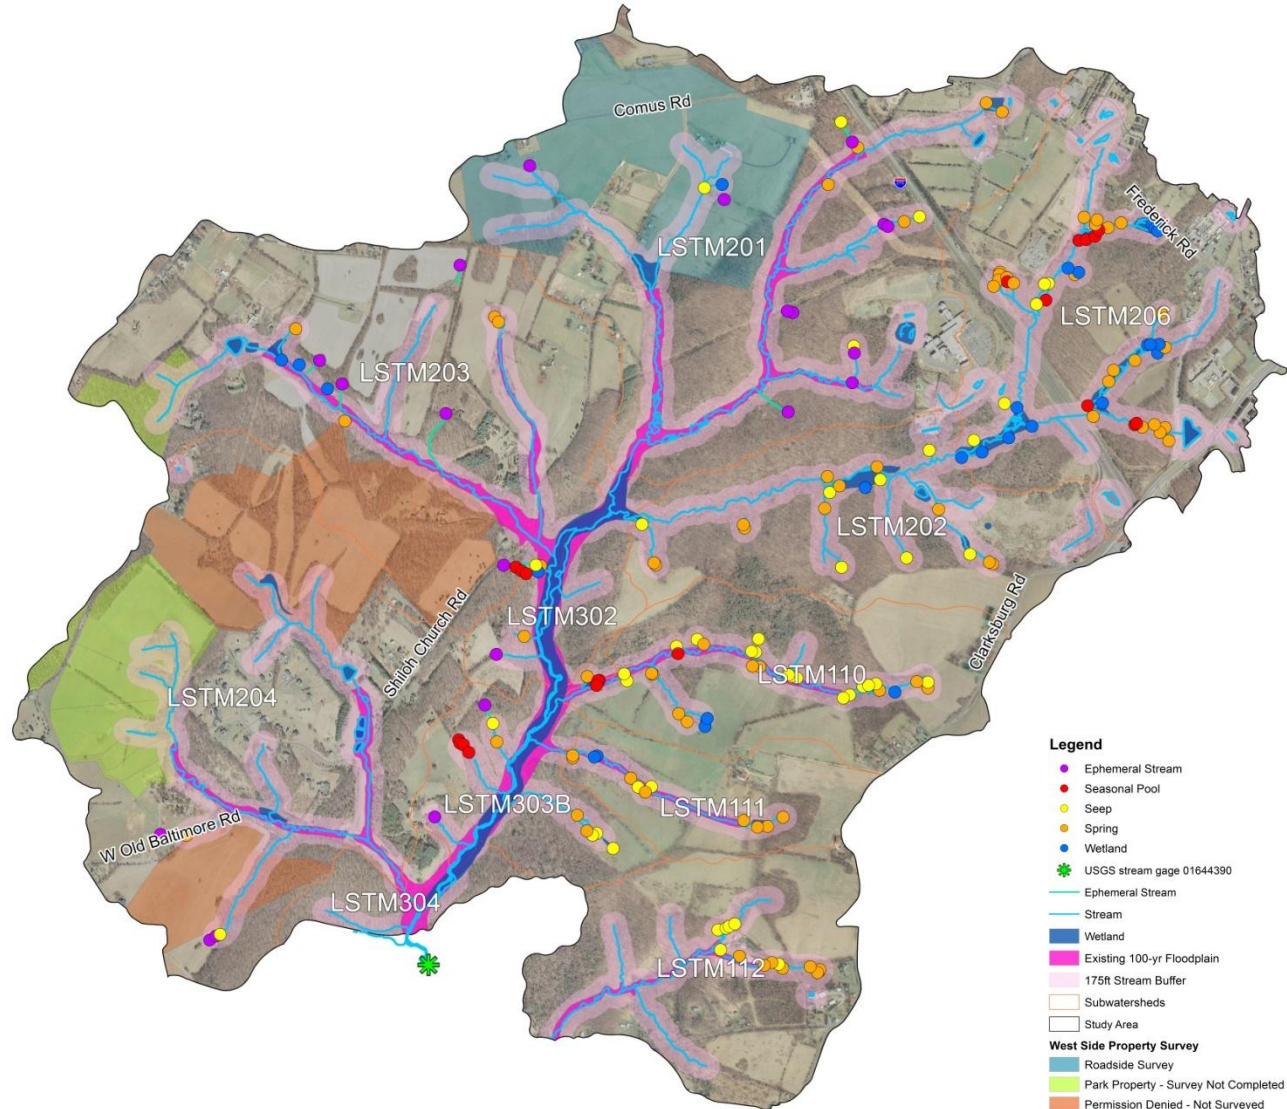 Comus Rd
Frederick Rd
LSTM201
LSTM206
LSTM203
LSTM202
Clarksburg Rd
Shiloh Church Rd
LSTM302
LSTM110
LSTM204
LSTM303B
LSTM111
W Old Baltimore Rd
LSTM304
LSTM112
Legend
Ephemeral Stream
Seasonal Pool
Seep
Spring
Wetland
USGS stream gage 01644390
Ephemeral Stream
Stream
Wetland
Existing 100-yr Floodplain
175ft Stream Buffer
Subwatersheds
Study Area
West Side Property Survey
Roadside Survey
Park Property - Survey Not Completed
Permission Denied - Not Surveyed